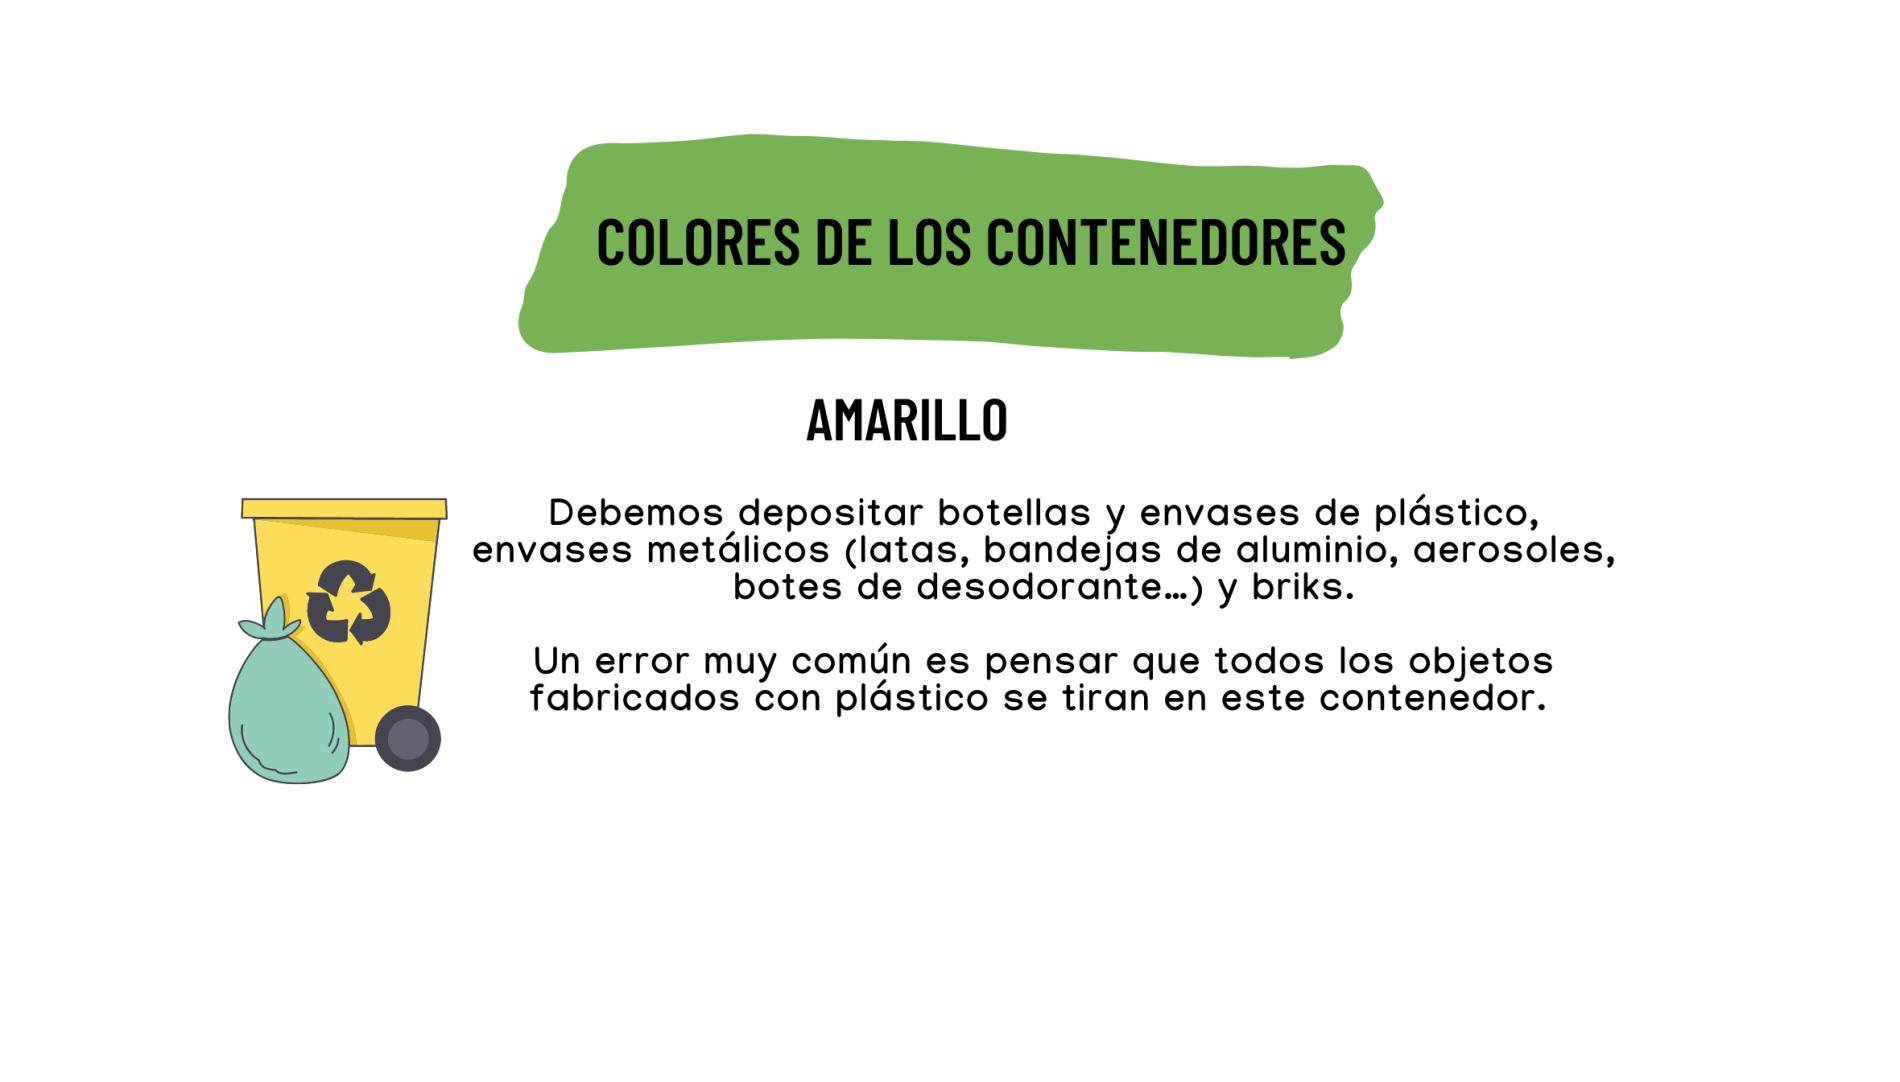 COLORES DE LOS CONTENEDORES
AMARILLO
Debemos depositar botellas y envases de plástico,
envases metálicos (latas, bandejas de aluminio, aerosoles,
botes de desodorante...) y briks.
Un error muy común es pensar que todos los objetos
fabricados con plástico se tiran en este contenedor.